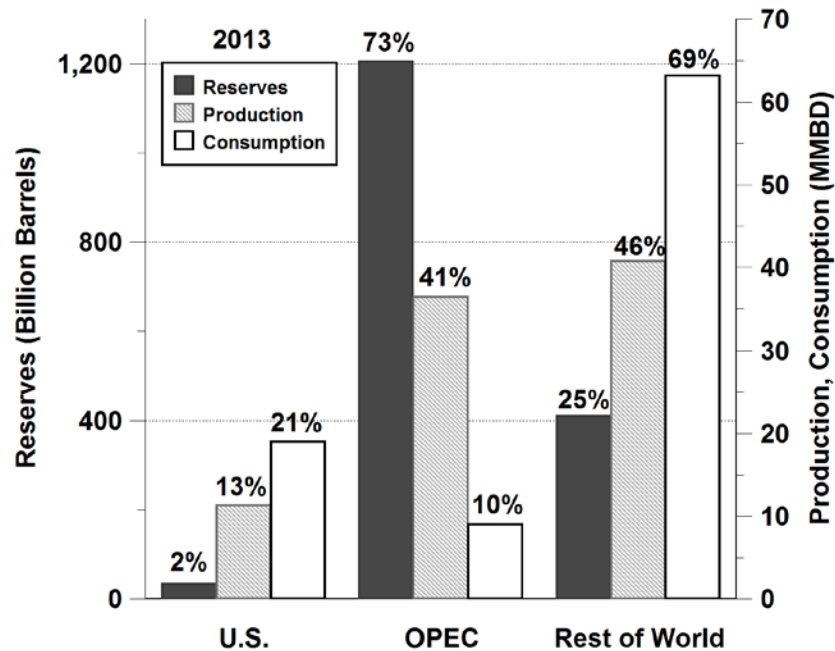 2013
Reserves
Production
Consumption
Reserves (Billion Barrels)
1,200
800
400
0
Production, Consumption (MMBD)
70
60
50
40
30
20
10
0
2%
13%
21%
73%
41%
10%
25%
46%
69%
U.S.
OPEC
Rest of World